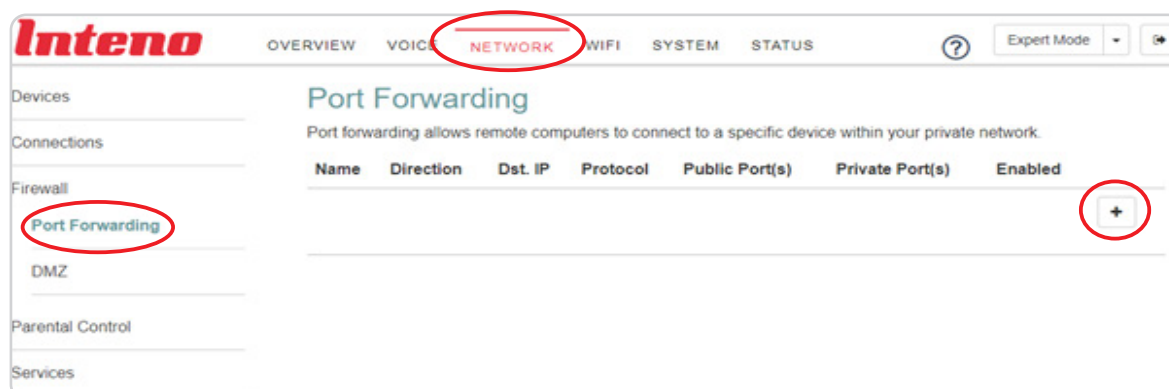 Inteno
OVERVIEW VOICE NETWORK WIFI SYSTEM STATUS ? Expert Mode
Devices
Connections
Firewall
Port Forwarding
DMZ
Parental Control
Services
Port Forwarding
Port forwarding allows remote computers to connect to a specific device within your private network.
Name Direction Dst. IP Protocol Public Port(s) Private Port(s) Enabled
+